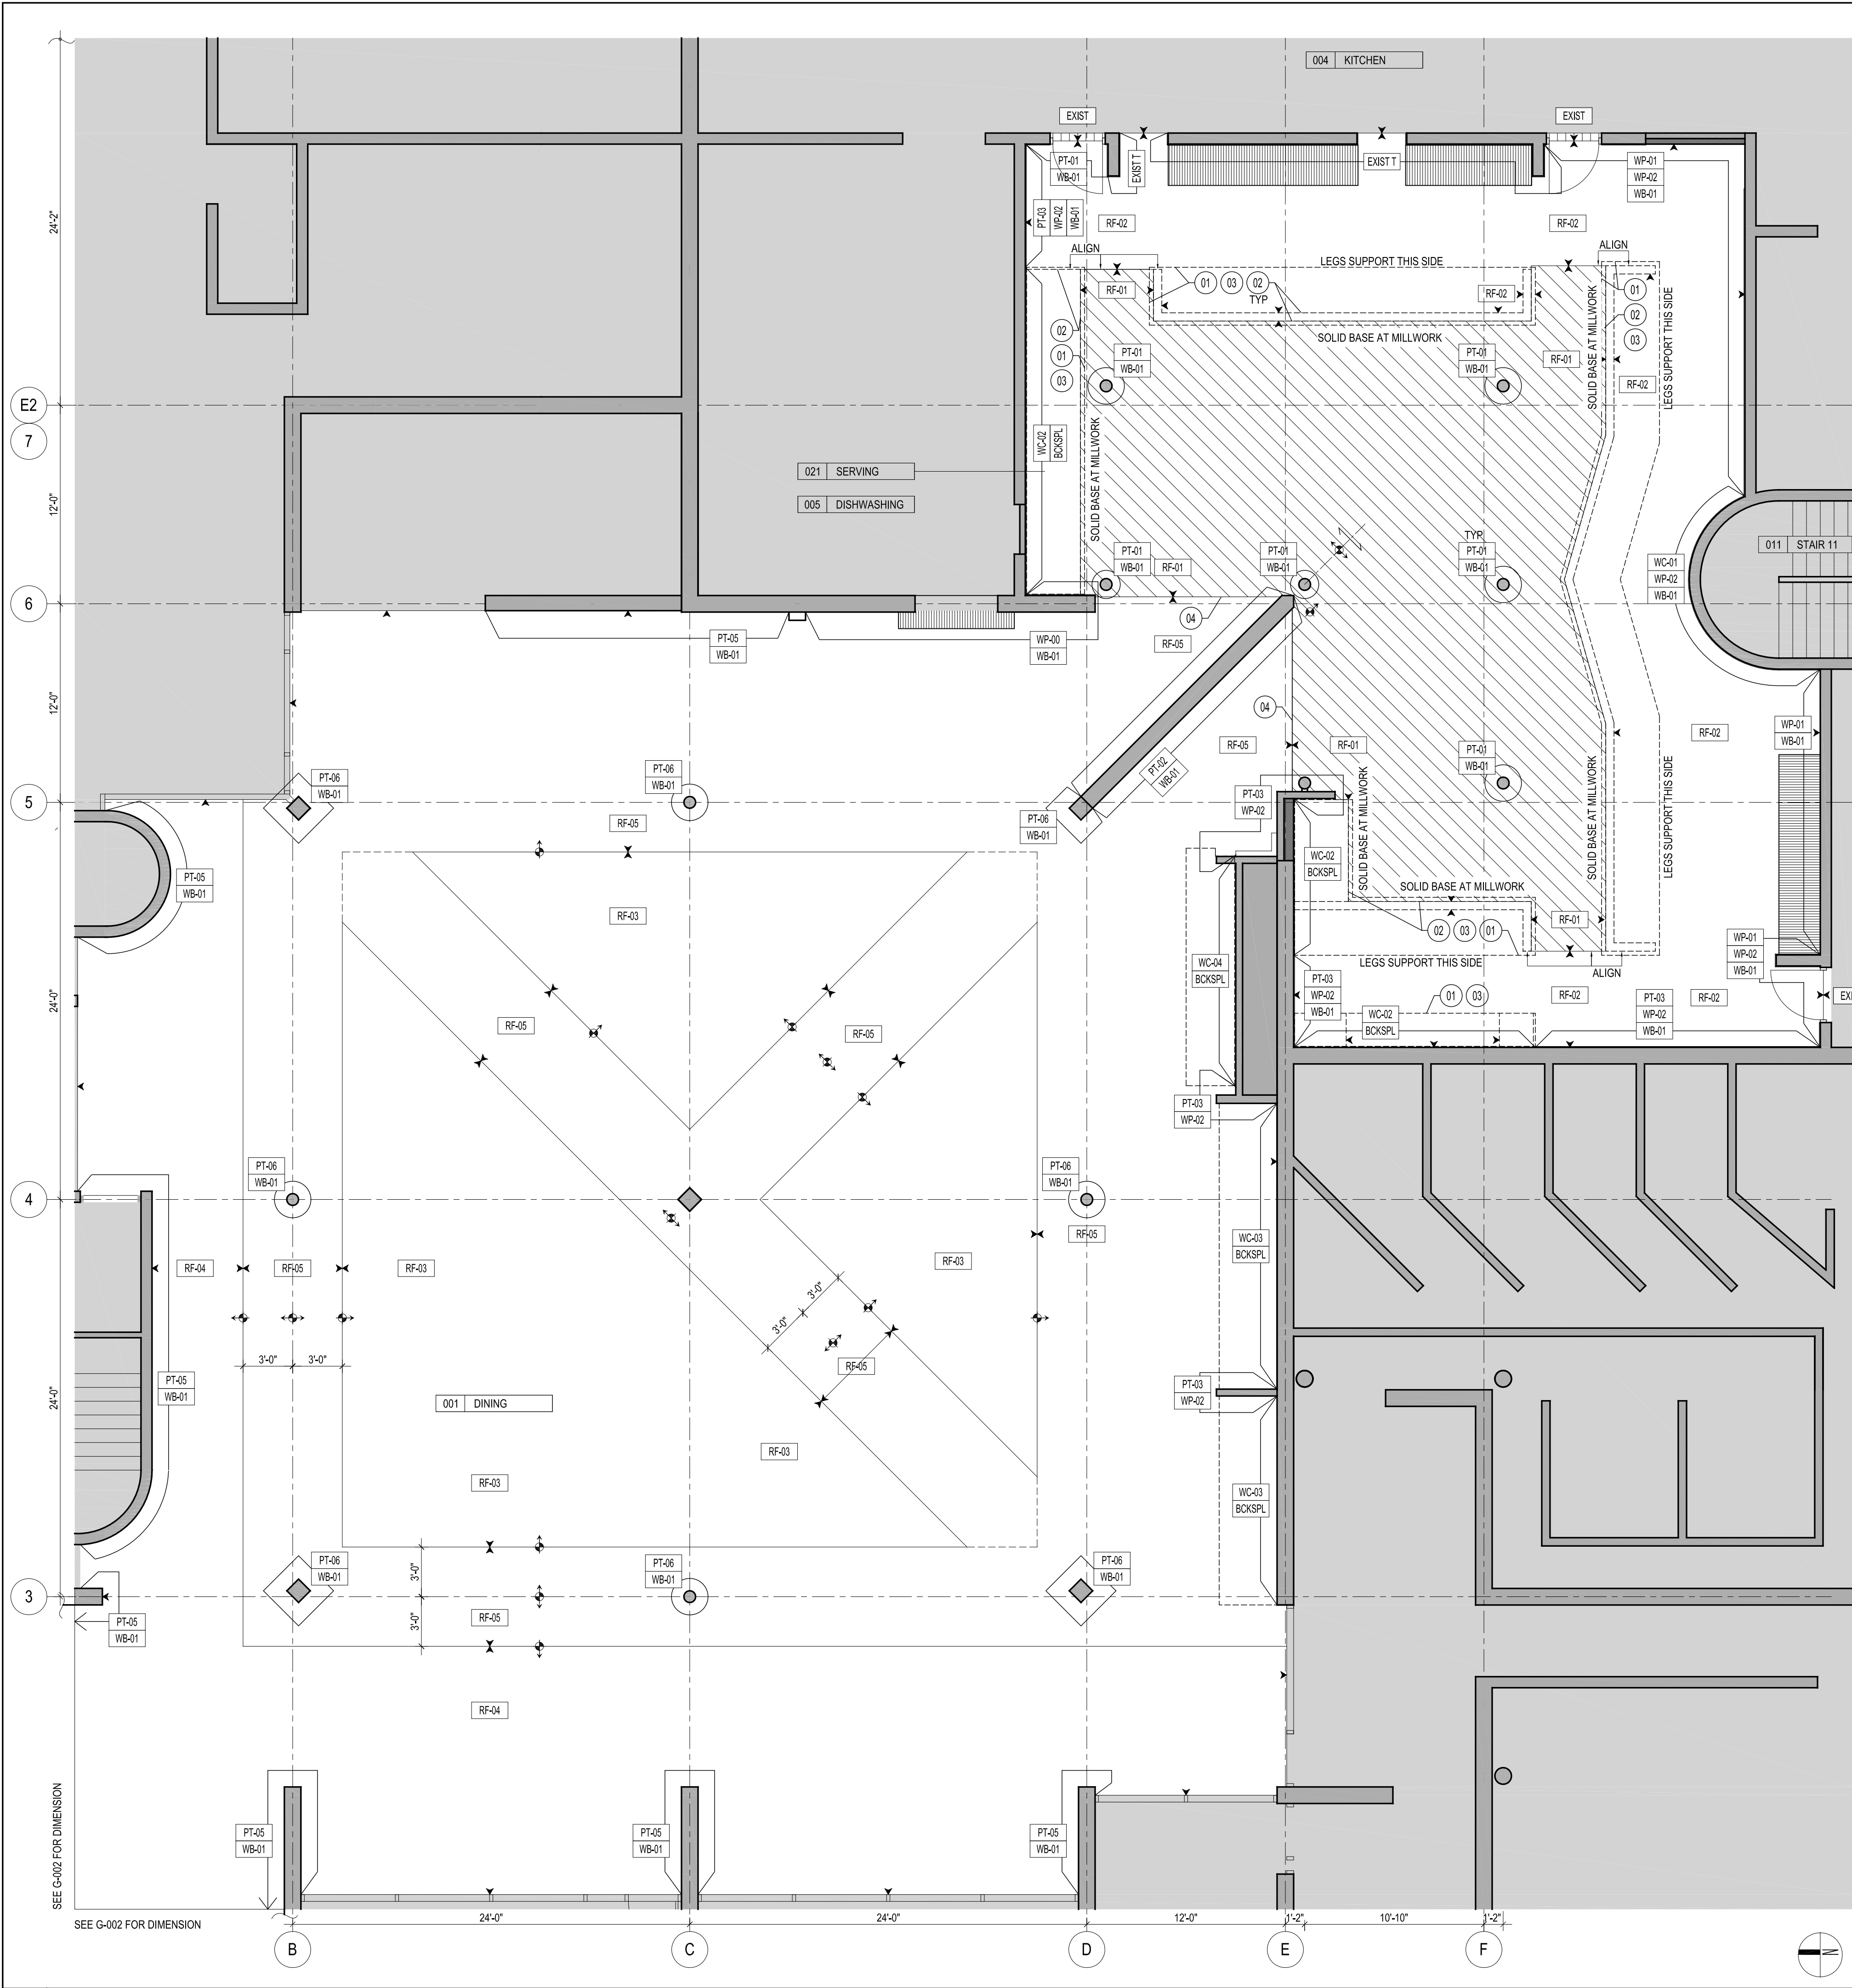 004 KITCHEN
EXIST
EXIST
PT-01
WB-01
EXIST T
EXIST T
WP-01
WP-02
WB-01
PT-03
WP-02
WB-01
RF-02
RF-02
24'-2"
ALIGN
ALIGN
LEGS SUPPORT THIS SIDE
RF-01
01
03
02
TYP
RF-02
01
02
03
SOLID BASE AT MILLWORK
LEGS SUPPORT THIS SIDE
02
01
03
SOLID BASE AT MILLWORK
PT-01
WB-01
PT-01
WB-01
RF-01
RF-02
E2
7
WC-02
BCKSPL
SOLID BASE AT MILLWORK
021 SERVING
005 DISHWASHING
12'-0"
011 STAIR 11
PT-01
WB-01
RF-01
PT-01
WB-01
TYP
PT-01
WB-01
WC-01
WP-02
WB-01
6
04
PT-05
WB-01
WP-00
WB-01
RF-05
12'-0"
04
RF-05
RF-01
PT-01
WB-01
RF-02
WP-01
WB-01
PT-06
WB-01
PT-06
WB-01
PT-02
WB-01
5
PT-03
WP-02
PT-06
WB-01
RF-05
SOLID BASE AT MILLWORK
SOLID BASE AT MILLWORK
LEGS SUPPORT THIS SIDE
WC-02
BCKSPL
PT-05
WB-01
SOLID BASE AT MILLWORK
RF-03
RF-01
02
03
01
WP-01
WP-02
WB-01
WC-04
BCKSPL
LEGS SUPPORT THIS SIDE
ALIGN
PT-03
WP-02
WB-01
01
03
RF-02
PT-03
WP-02
WB-01
RF-02
EXI
24'-0"
WC-02
BCKSPL
RF-05
RF-05
PT-03
WP-02
PT-06
WB-01
PT-06
WB-01
4
RF-05
WC-03
BCKSPL
RF-04
RF-05
RF-03
RF-03
3'-0"
3'-0"
3'-0"
3'-0"
RF-05
PT-05
WB-01
24'-0"
001 DINING
PT-03
WP-02
RF-03
RF-03
WC-03
BCKSPL
PT-06
WB-01
PT-06
WB-01
PT-06
WB-01
3'-0"
3
3'-0"
RF-05
PT-05
WB-01
RF-04
PT-05
WB-01
PT-05
WB-01
PT-05
WB-01
SEE G-002 FOR DIMENSION
SEE G-002 FOR DIMENSION
24'-0"
24'-0"
12'-0"
1'-2"
10'-10"
1'-2"
B
C
D
E
F
N